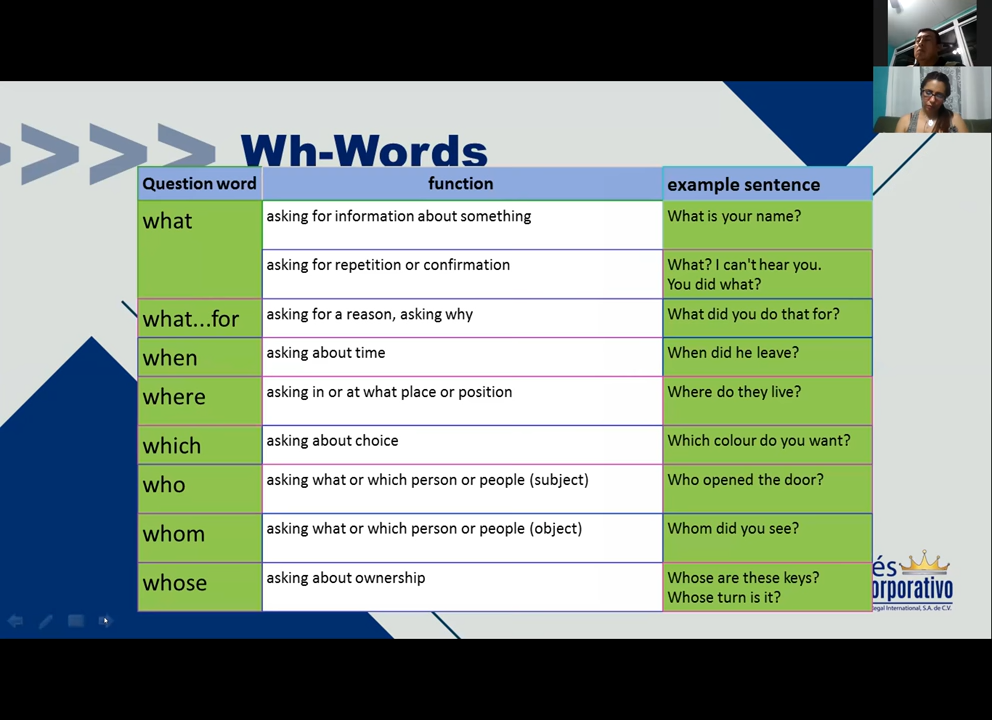 >>>> Wh-Words
Question word function example sentence
what asking for information about something What is your name?
asking for repetition or confirmation What? I can't hear you.
You did what?
what...for asking for a reason, asking why What did you do that for?
when asking about time When did he leave?
where asking in or at what place or position Where do they live?
which asking about choice Which colour do you want?
who asking what or which person or people (subject) Who opened the door?
whom asking what or which person or people (object) Whom did you see?
whose asking about ownership Whose are these keys?
Whose turn is it?
és
orporativo
egal International, S.A. de C.V.